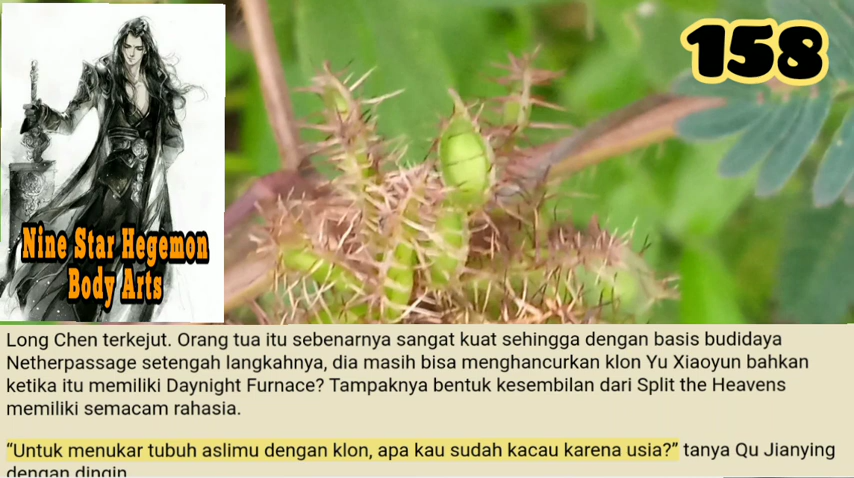 158
Nine Star Hegemon
Body Arts
Long Chen terkejut. Orang tua itu sebenarnya sangat kuat sehingga dengan basis budidaya
Netherpassage setengah langkahnya, dia masih bisa menghancurkan klon Yu Xiaoyun bahkan
ketika itu memiliki Daynight Furnace? Tampaknya bentuk kesembilan dari Split the Heavens
memiliki semacam rahasia.
“Untuk menukar tubuh aslimu dengan klon, apa kau sudah kacau karena usia?” tanya Qu Jianying
dengan dingin